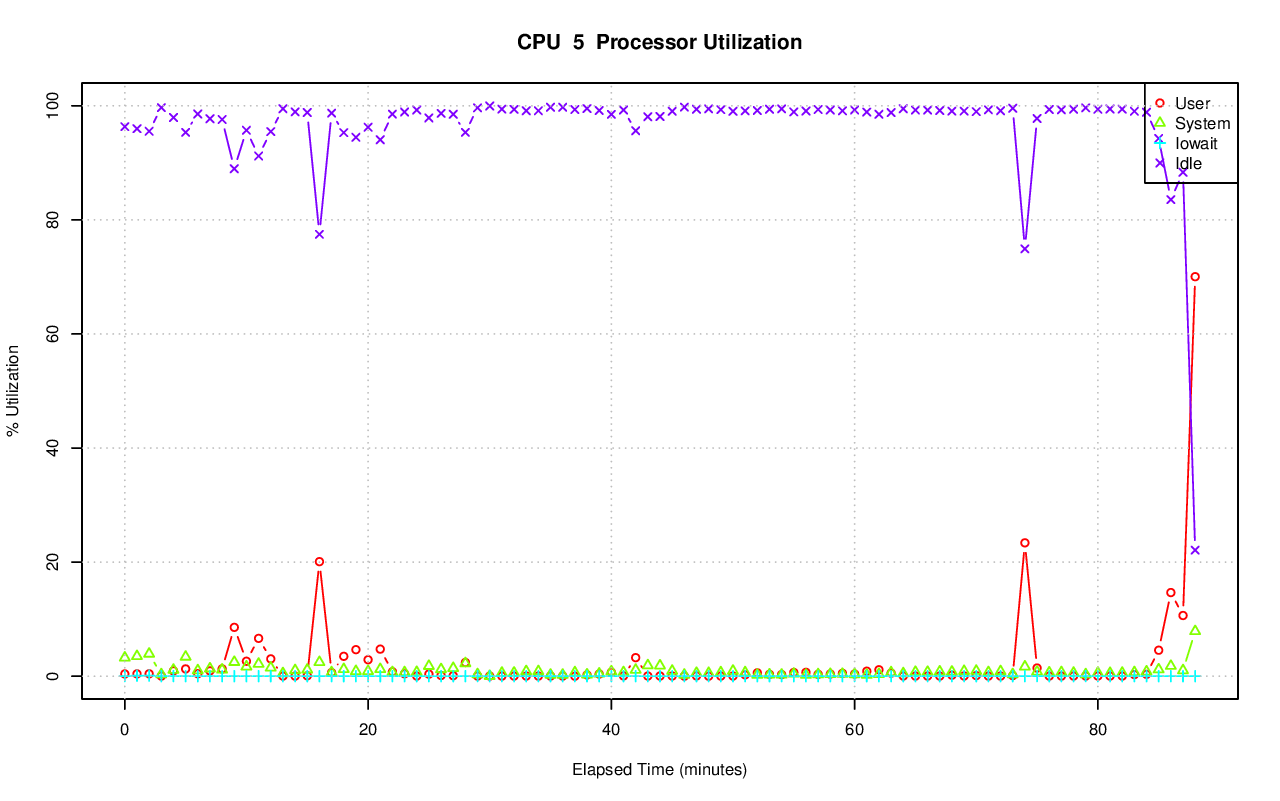 CPU  5  Processor Utilization
% Utilization
100
80
60
40
20
0
User
System
Iowait
Idle
0 20 40 60 80
Elapsed Time (minutes)